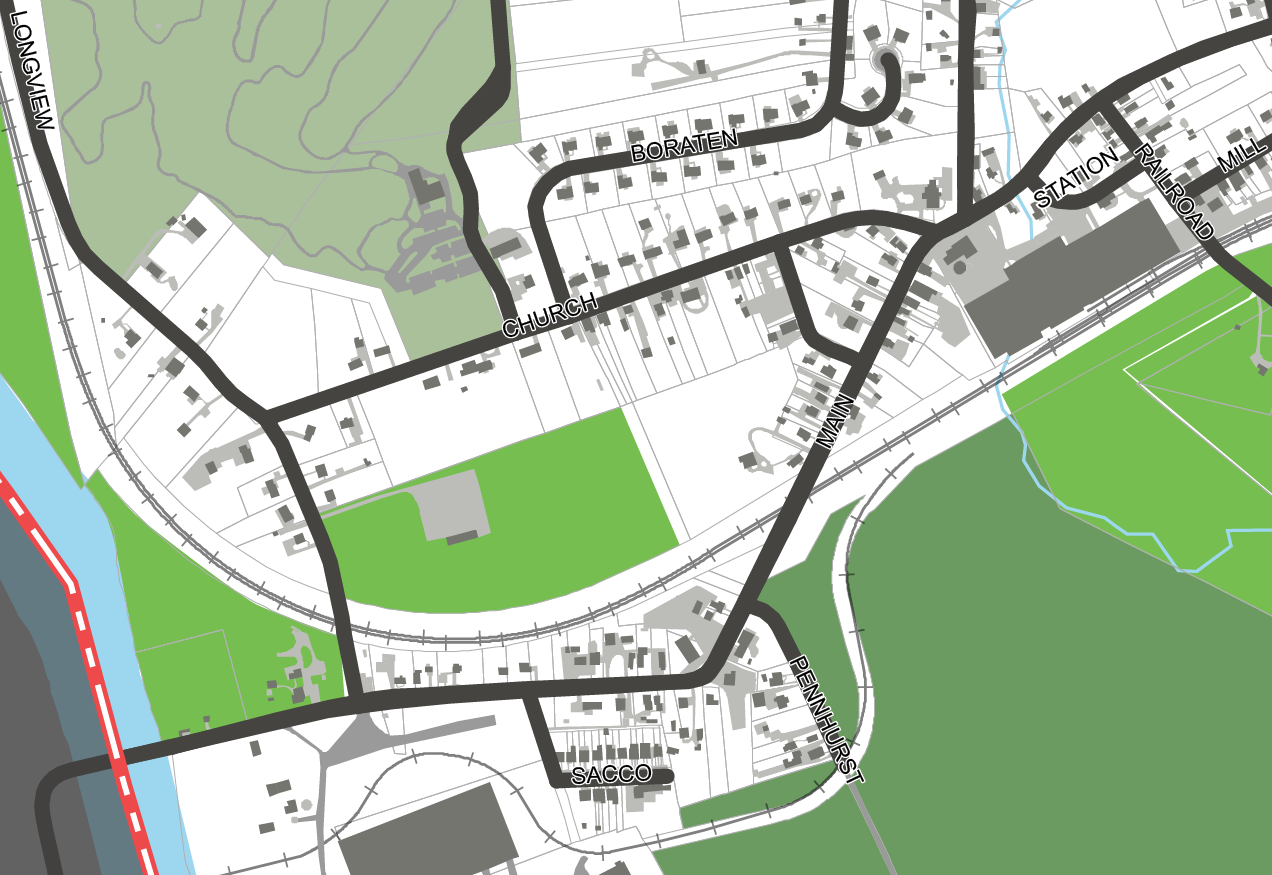 LONGVIEW
BORATEN
STATION
RAILROAD
MILL
CHURCH
MAIN
PENNHURST
SACCO